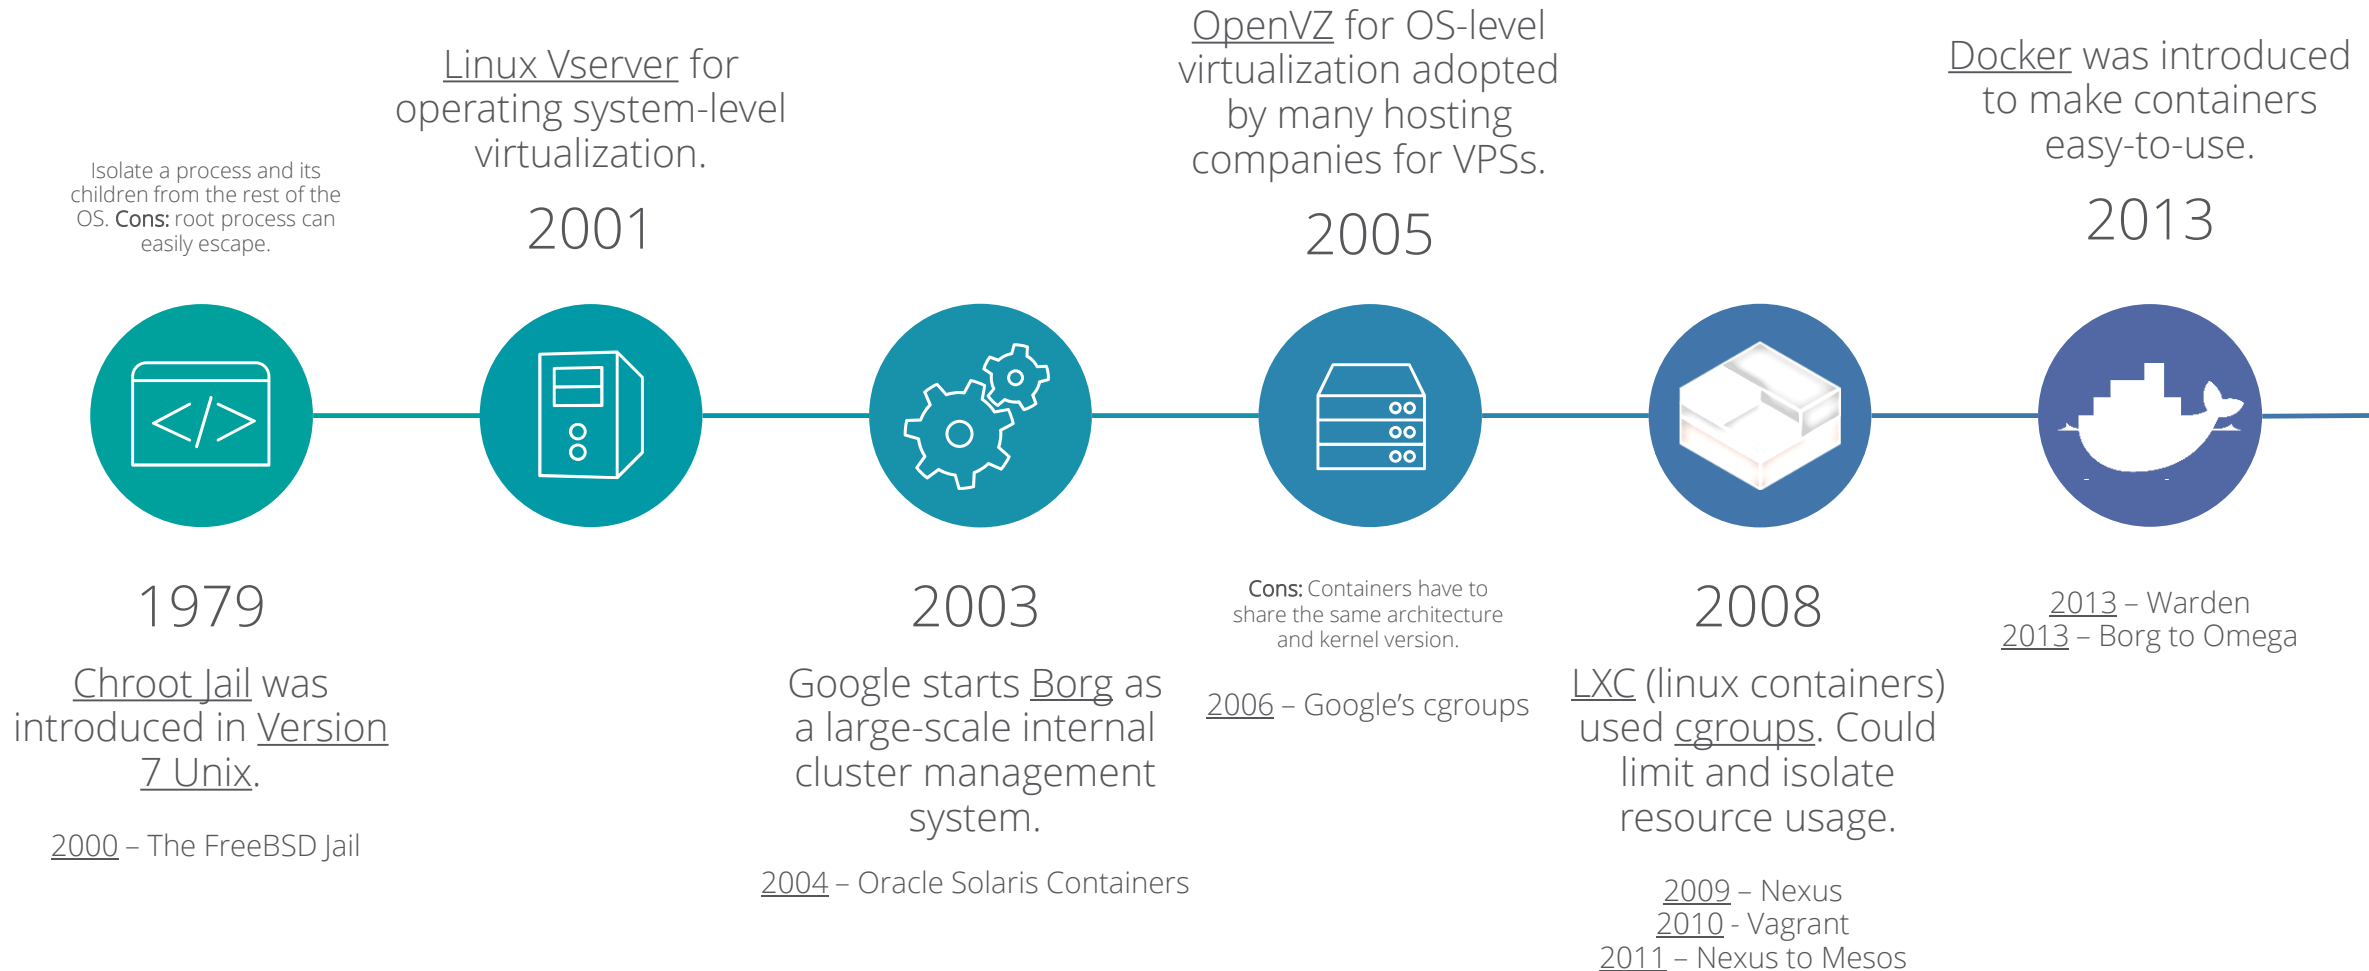 Isolate a process and its
children from the rest of the
OS. Cons: root process can
easily escape.
1979
Chroot Jail was
introduced in Version
7 Unix.
2000 – The FreeBSD Jail
Linux Vserver for
operating system-level
virtualization.
2001
2003
Google starts Borg as
a large-scale internal
cluster management
system.
2004 – Oracle Solaris Containers
OpenVZ for OS-level
virtualization adopted
by many hosting
companies for VPSs.
2005
Cons: Containers have to
share the same architecture
and kernel version.
2006 – Google’s cgroups
2008
LXC (linux containers)
used cgroups. Could
limit and isolate
resource usage.
2009 – Nexus
2010 - Vagrant
2011 – Nexus to Mesos
Docker was introduced
to make containers
easy-to-use.
2013
2013 – Warden
2013 – Borg to Omega